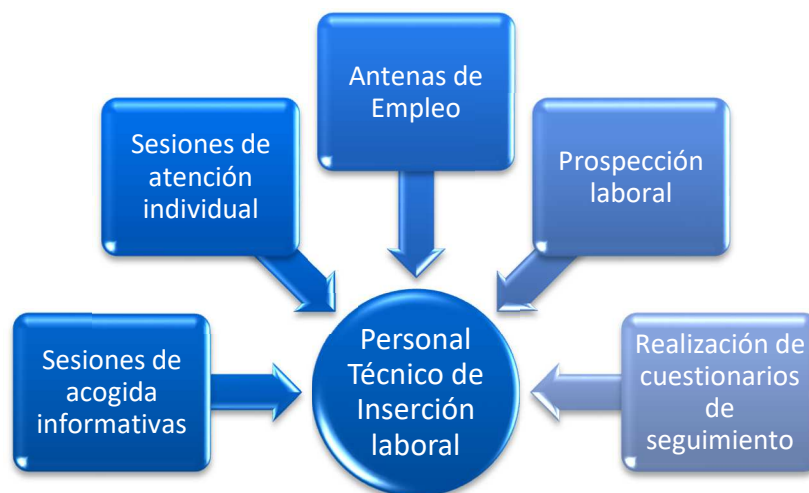 Antenas de
Empleo
Sesiones de
atención
individual
Prospección
laboral
Sesiones de
acogida
informativas
Personal
Técnico de
Inserción
laboral
Realización de
cuestionarios
de
seguimiento